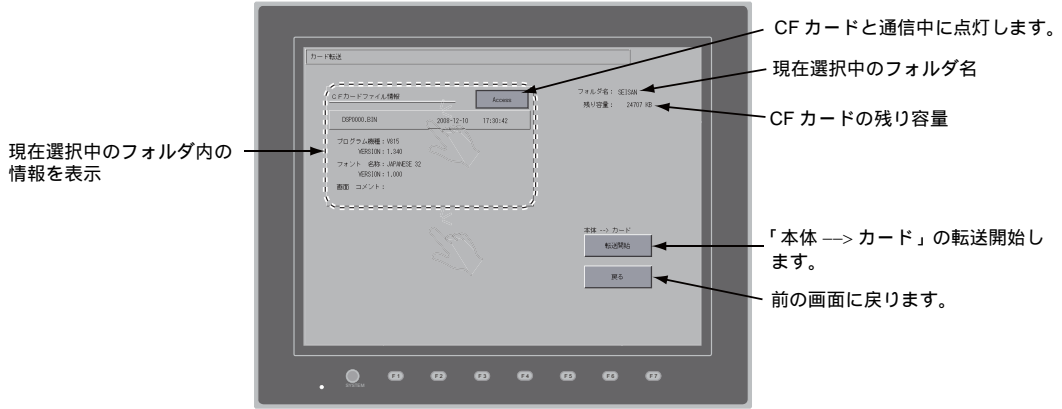 CF カードと通信中に点灯します。
現在選択中のフォルダ名
CF カードの残り容量
現在選択中のフォルダ内の
情報を表示
「本体 ––> カード」の転送開始し
ます。
前の画面に戻ります。
カード転送
CFカードファイル情報
Access
フォルダ名： SEISAN
残り容量： 24707 KB
DSP0000.BIN 2008-12-10 17:30:42
プログラム機種：V815
VERSION：1.340
フォント 名称：JAPANESE 32
VERSION：1.000
画面 コメント：
本体 --> カード
転送開始
戻る
SYSTEM
F1 F2 F3 F4 F5 F6 F7